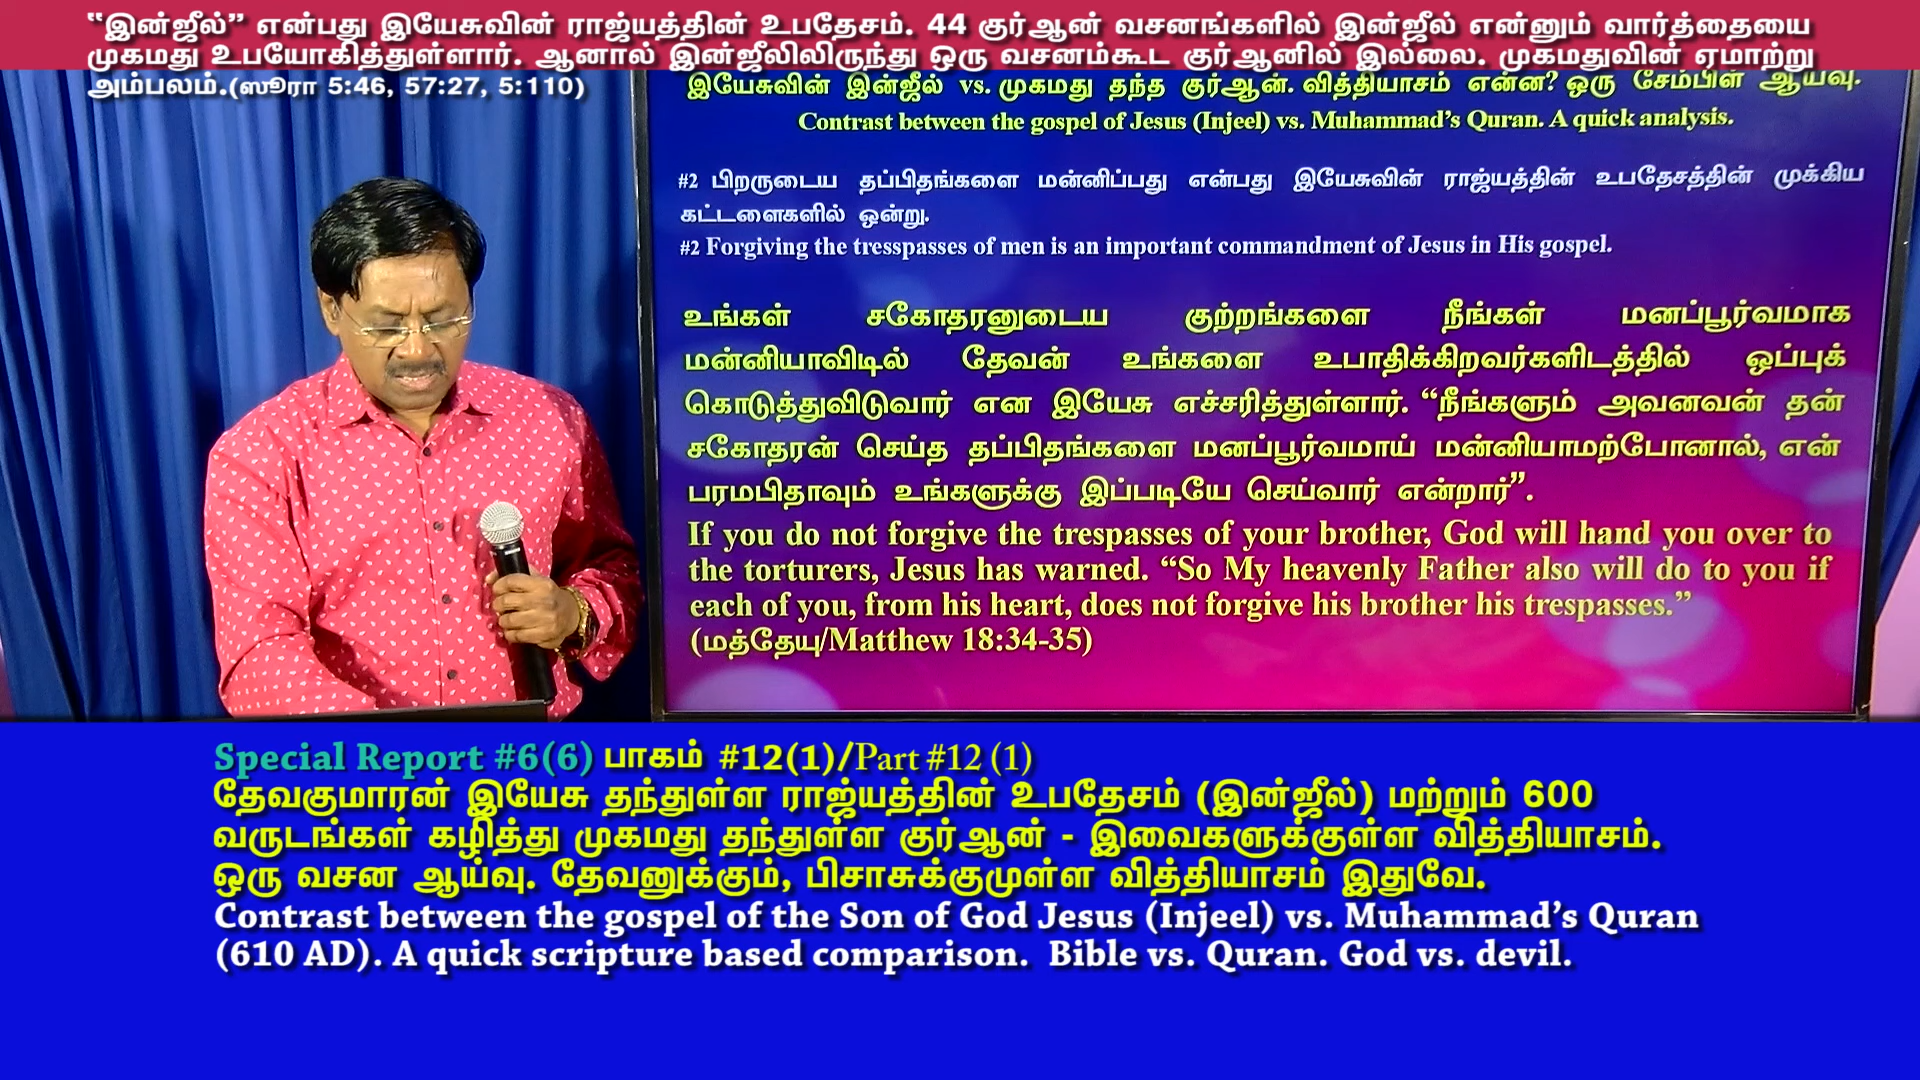 “இன்ஜீல்” என்பது இயேசுவின் ராஜ்யத்தின் உபதேசம். 44 குர்ஆன் வசனங்களில் இன்ஜீல் என்னும் வார்த்தையை
முகமது உபயோகித்துள்ளார். ஆனால் இன்ஜீலிலிருந்து ஒரு வசனம்கூட குர்ஆனில் இல்லை. முகமதுவின் ஏமாற்று
அம்பலம்.(ஸூரா 5:46, 57:27, 5:110)
இயேசுவின் இன்ஜீல் vs. முகமது தந்த குர்ஆன். வித்தியாசம் என்ன? ஒரு சேம்பிள் ஆய்வு.
Contrast between the gospel of Jesus (Injeel) vs. Muhammad’s Quran. A quick analysis.
#2 பிறருடைய தப்பிதங்களை மன்னிப்பது என்பது இயேசுவின் ராஜ்யத்தின் உபதேசத்தின் முக்கிய
கட்டளைகளில் ஒன்று.
#2 Forgiving the tresspasses of men is an important commandment of Jesus in His gospel.
உங்கள் சகோதரனுடைய குற்றங்களை நீங்கள் மனப்பூர்வமாக
மன்னியாவிடில் தேவன் உங்களை உபாதிக்கிறவர்களிடத்தில் ஒப்புக்
கொடுத்துவிடுவார் என இயேசு எச்சரித்துள்ளார். “நீங்களும் அவனவன் தன்
சகோதரன் செய்த தப்பிதங்களை மனப்பூர்வமாய் மன்னியாமற்போனால், என்
பரமபிதாவும் உங்களுக்கு இப்படியே செய்வார் என்றார்”.
If you do not forgive the trespasses of your brother, God will hand you over to
the torturers, Jesus has warned. “So My heavenly Father also will do to you if
each of you, from his heart, does not forgive his brother his trespasses.”
(மத்தேயு/Matthew 18:34-35)
Special Report #6(6) பாகம் #12(1)/Part #12 (1)
தேவகுமாரன் இயேசு தந்துள்ள ராஜ்யத்தின் உபதேசம் (இன்ஜீல்) மற்றும் 600
வருடங்கள் கழித்து முகமது தந்துள்ள குர்ஆன் - இவைகளுக்குள்ள வித்தியாசம்.
ஒரு வசன ஆய்வு. தேவனுக்கும், பிசாசுக்குமுள்ள வித்தியாசம் இதுவே.
Contrast between the gospel of the Son of God Jesus (Injeel) vs. Muhammad’s Quran
(610 AD). A quick scripture based comparison.  Bible vs. Quran. God vs. devil.